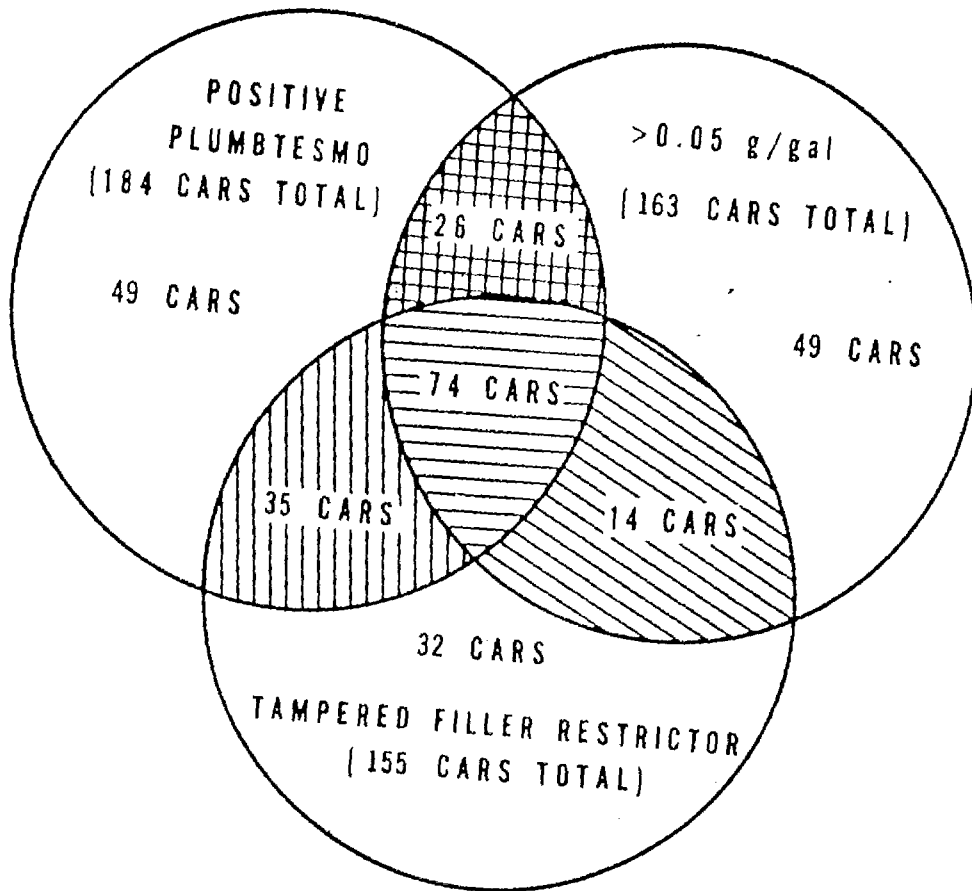 POSITIVE
PLUMBTESMO
(184 CARS TOTAL)
49 CARS
>0.05 g/gal
(163 CARS TOTAL)
49 CARS
26 CARS
74 CARS
35 CARS
14 CARS
32 CARS
TAMPERED FILLER RESTRICTOR
(155 CARS TOTAL)